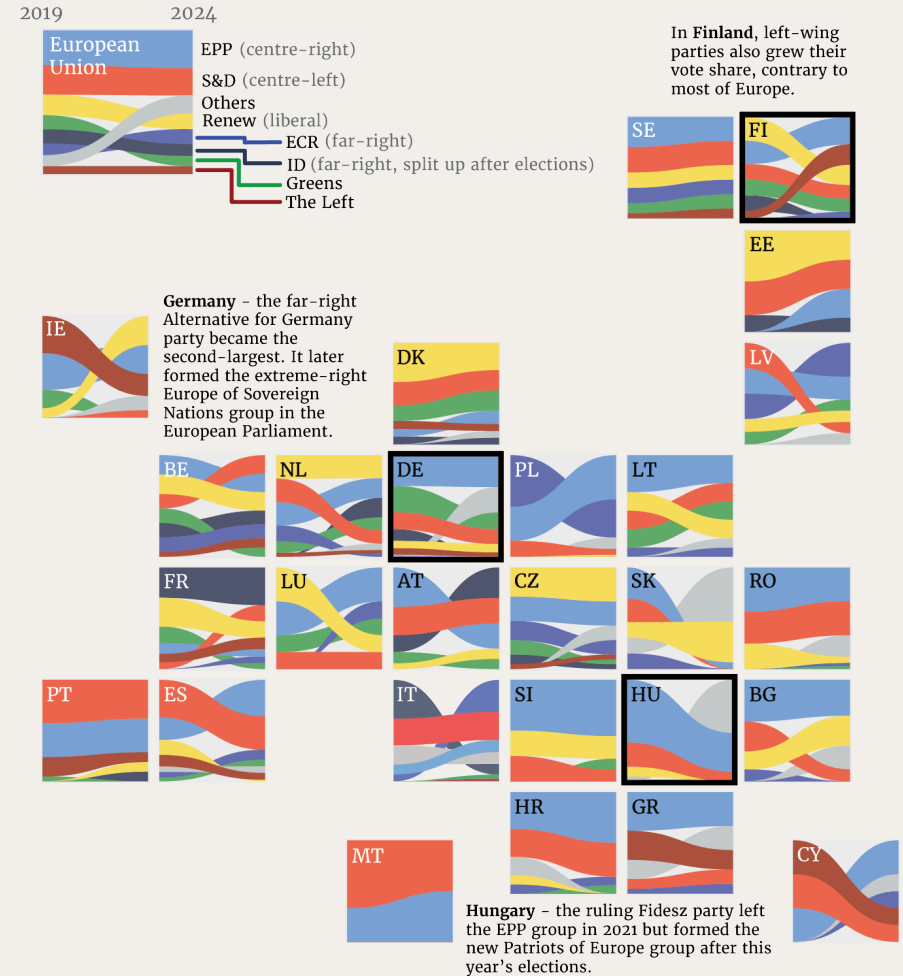 2019
2024
European
Union
EPP (centre-right)
S&D (centre-left)
Others
Renew (liberal)
ECR (far-right)
ID (far-right, split up after elections)
Greens
The Left
In Finland, left-wing
parties also grew their
vote share, contrary to
most of Europe.
SE
FI
EE
IE
Germany - the far-right
Alternative for Germany
party became the
second-largest. It later
formed the extreme-right
Europe of Sovereign
Nations group in the
European Parliament.
DK
LV
BE
NL
DE
PL
LT
FR
LU
AT
CZ
SK
RO
PT
ES
IT
SI
HU
BG
HR
GR
MT
CY
Hungary - the ruling Fidesz party left
the EPP group in 2021 but formed the
new Patriots of Europe group after this
year's elections.